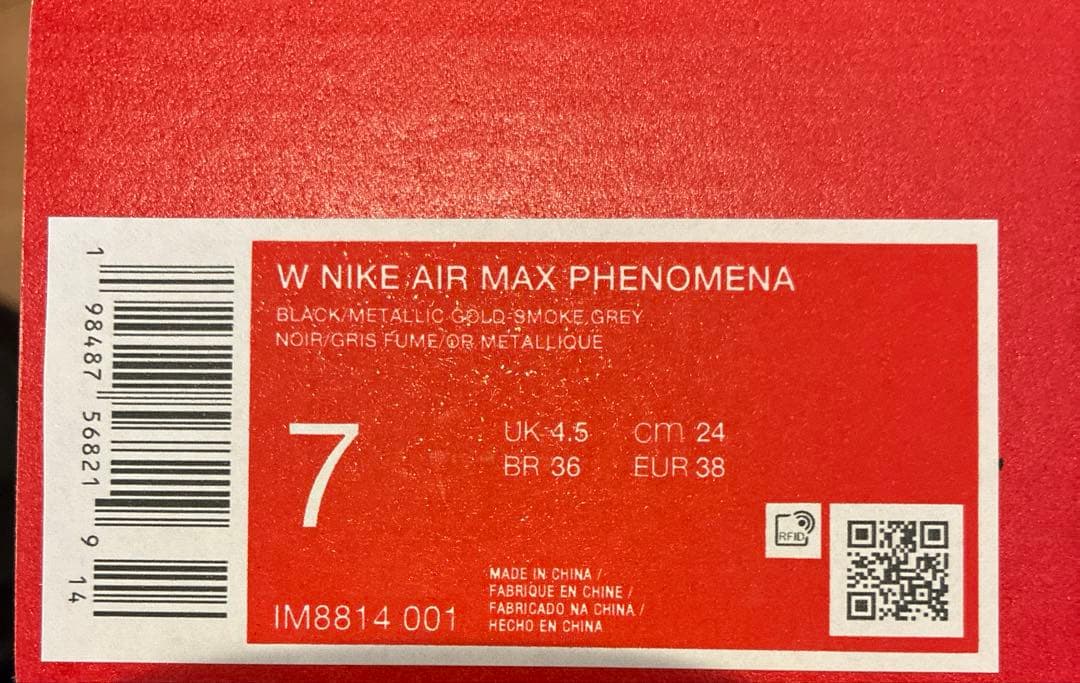 W NIKE AIR MAX PHENOMENA
BLACK/METALLIC GOLD-SMOKE GREY
NOIR/GRIS FUME/OR METALLIQUE
7
UK 4.5 cm 24
BR 36 EUR 38
RFID
MADE IN CHINA /
FABRIQUE EN CHINE /
FABRICADO NA CHINA /
HECHO EN CHINA
IM8814 001
1 98487 56821 9 14